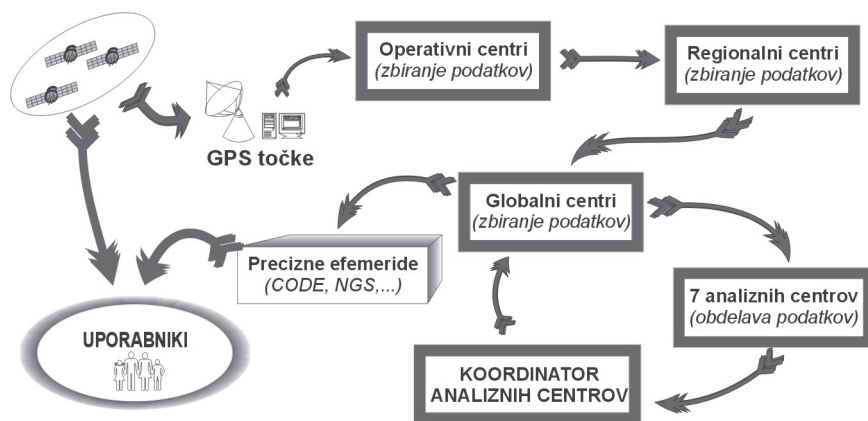 Operativni centri
(zbiranje podatkov)
Regionalni centri
(zbiranje podatkov)
GPS točke
Globalni centri
(zbiranje podatkov)
Precizne efemeride
(CODE, NGS,...)
7 analiznih centrov
(obdelava podatkov)
UPORABNIKI
KOORDINATOR
ANALIZNIH CENTROV